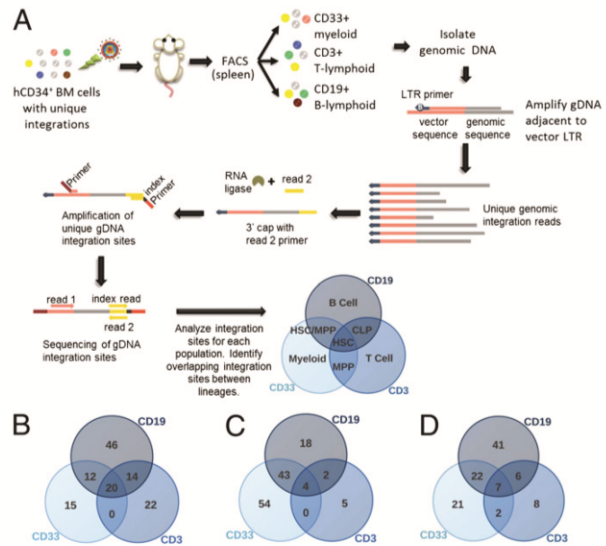 A
hCD34+ BM cells
with unique
integrations
FACS
(spleen)
CD33+
myeloid
CD3+
T-lymphoid
CD19+
B-lymphoid
Isolate
genomic DNA
LTR primer
B
vector
sequence
genomic
sequence
Amplify gDNA
adjacent to
vector LTR
Unique genomic
integration reads
RNA
ligase
+
read 2
3` cap with
read 2 primer
Primer
index
Primer
Amplification of
unique gDNA
integration sites
read 1
index read
read 2
Sequencing of gDNA
integration sites
Analyze integration
sites for each
population. Identify
overlapping integration
sites between
lineages.
CD19
B Cell
HSC/MPP
CLP
HSC
Myeloid
T Cell
MPP
CD33
CD3
B
CD19
46
12
14
20
15
22
0
CD33
CD3
C
CD19
18
43
2
4
54
5
0
CD33
CD3
D
CD19
41
22
6
7
21
8
2
CD33
CD3